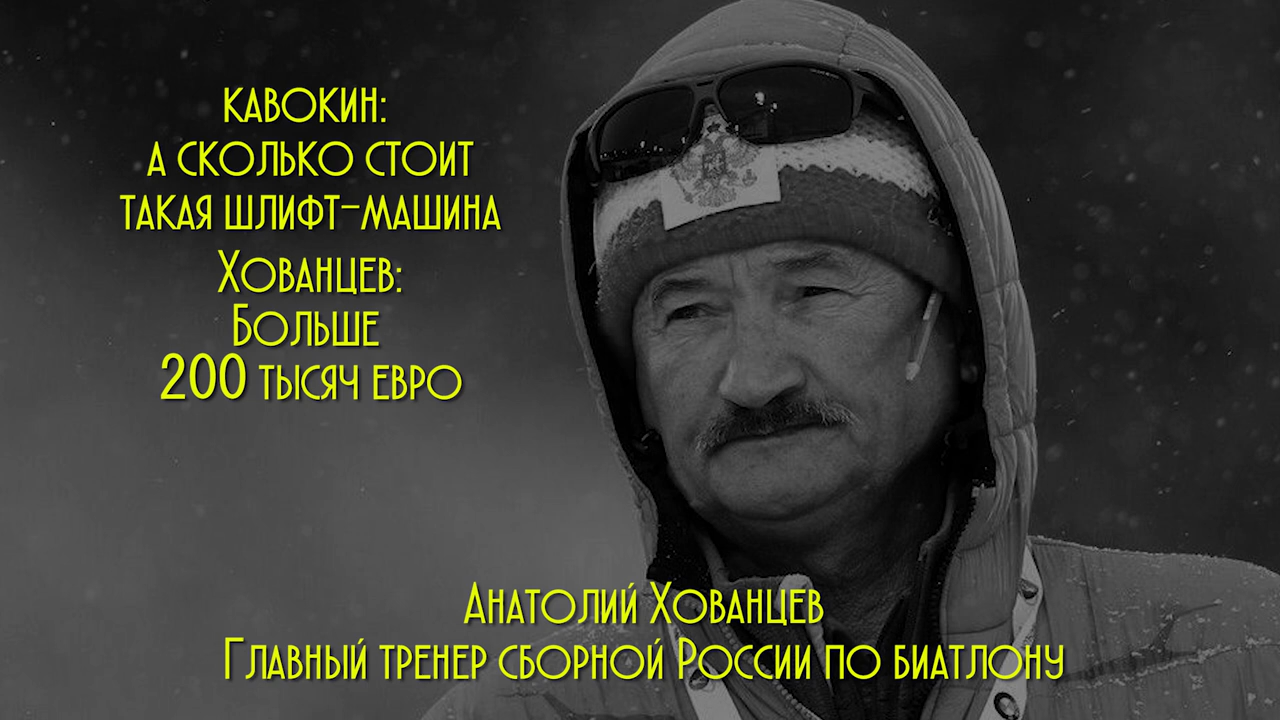 кавокин:
а сколько стоит
такая шлифт-машина
Хованцев:
Больше
200 тысяч евро
Анатолий Хованцев
Главный тренер сборной России по биатлону